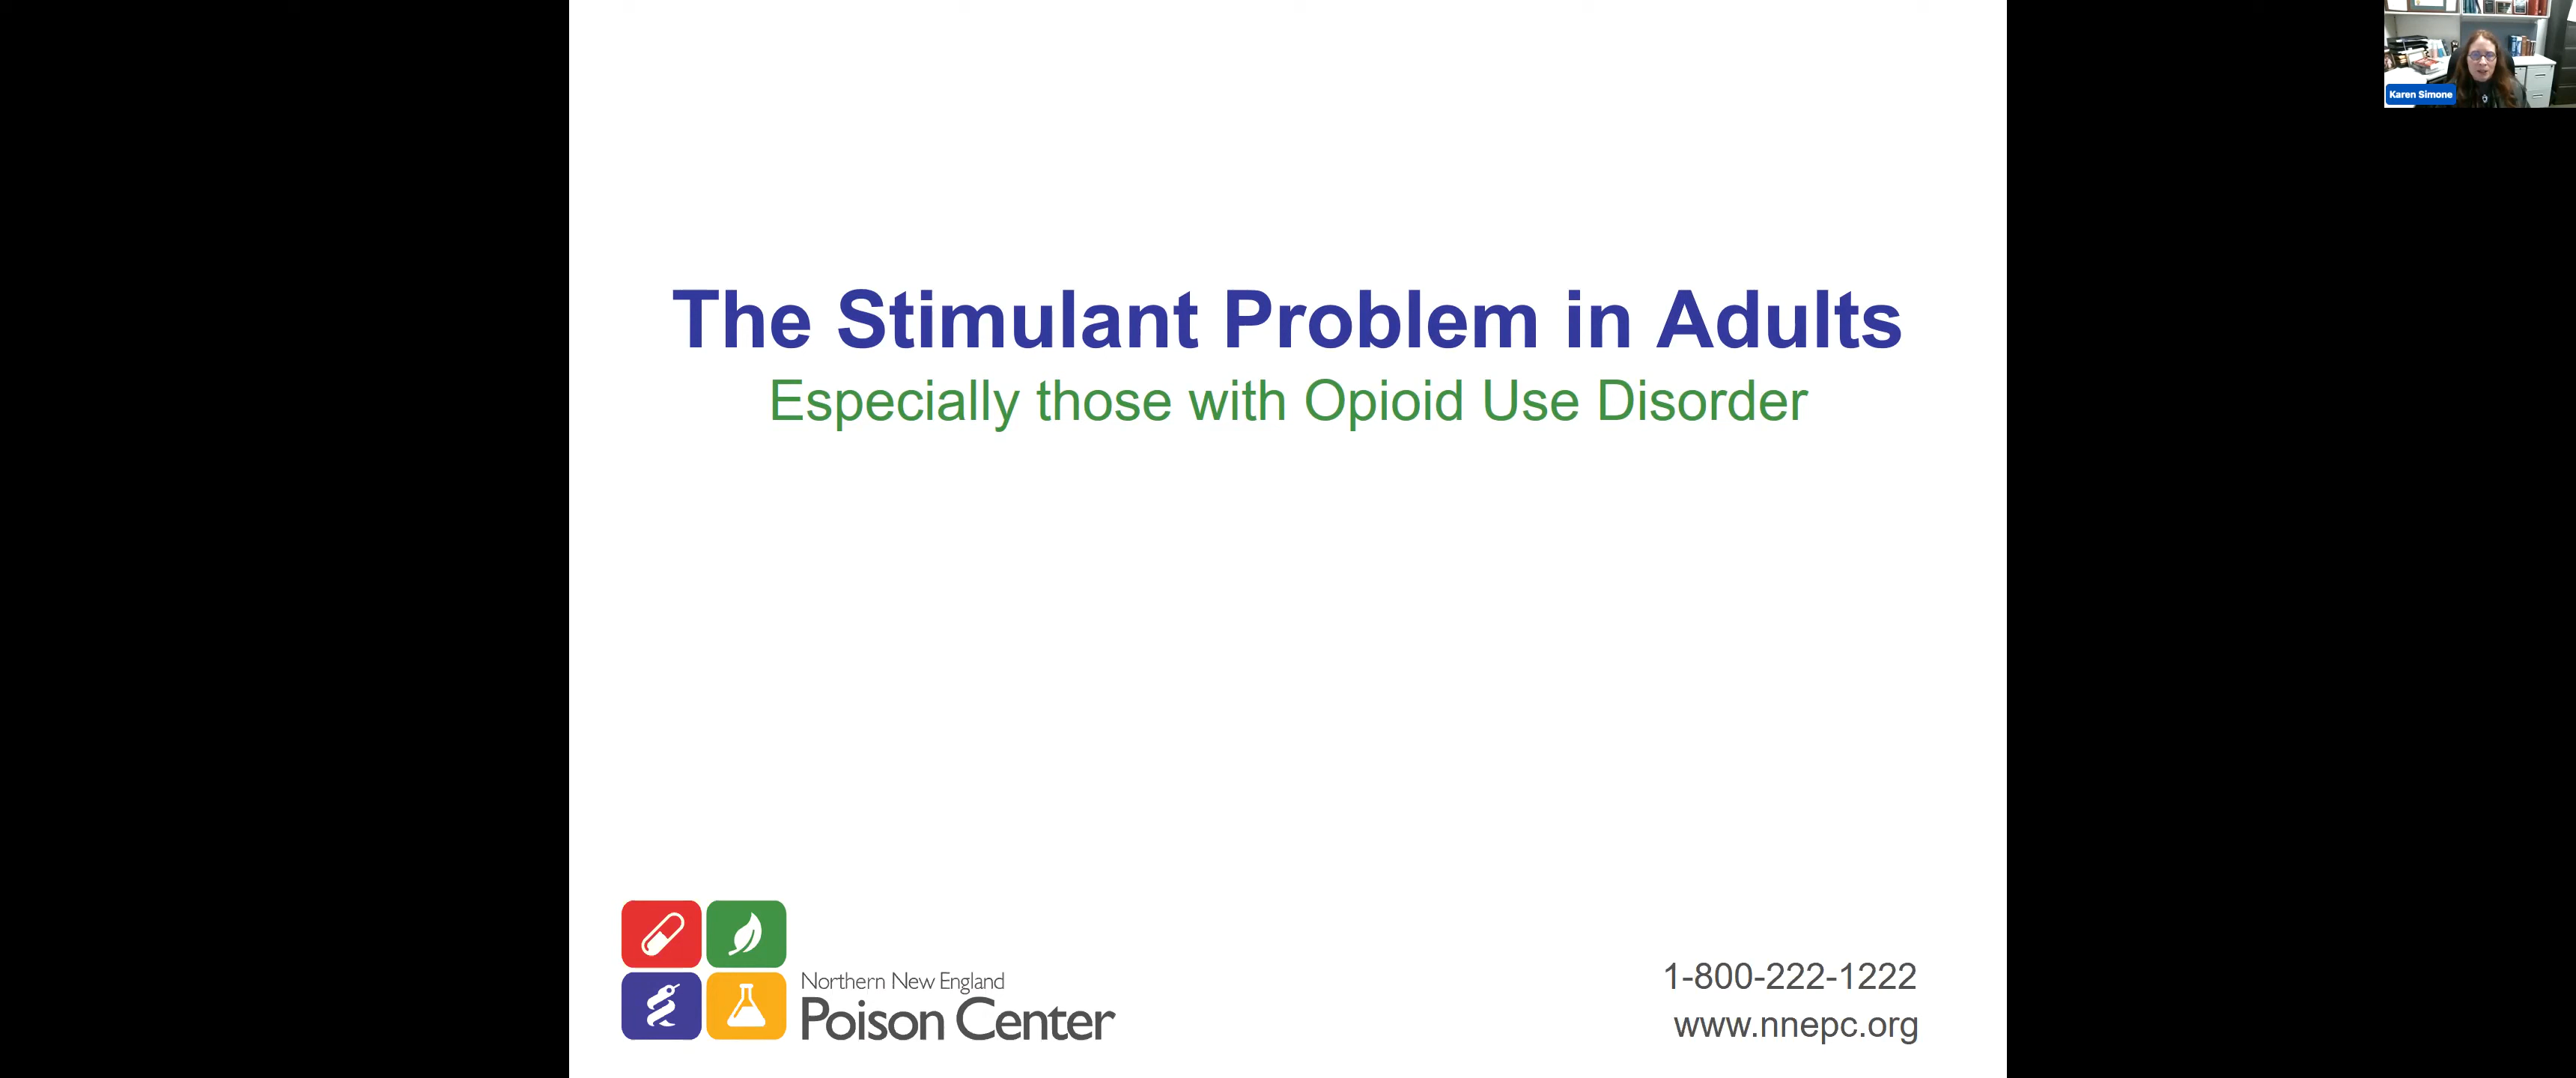 The Stimulant Problem in Adults
Especially those with Opioid Use Disorder
Northern New England
Poison Center
1-800-222-1222
www.nnepc.org
Karen Simone